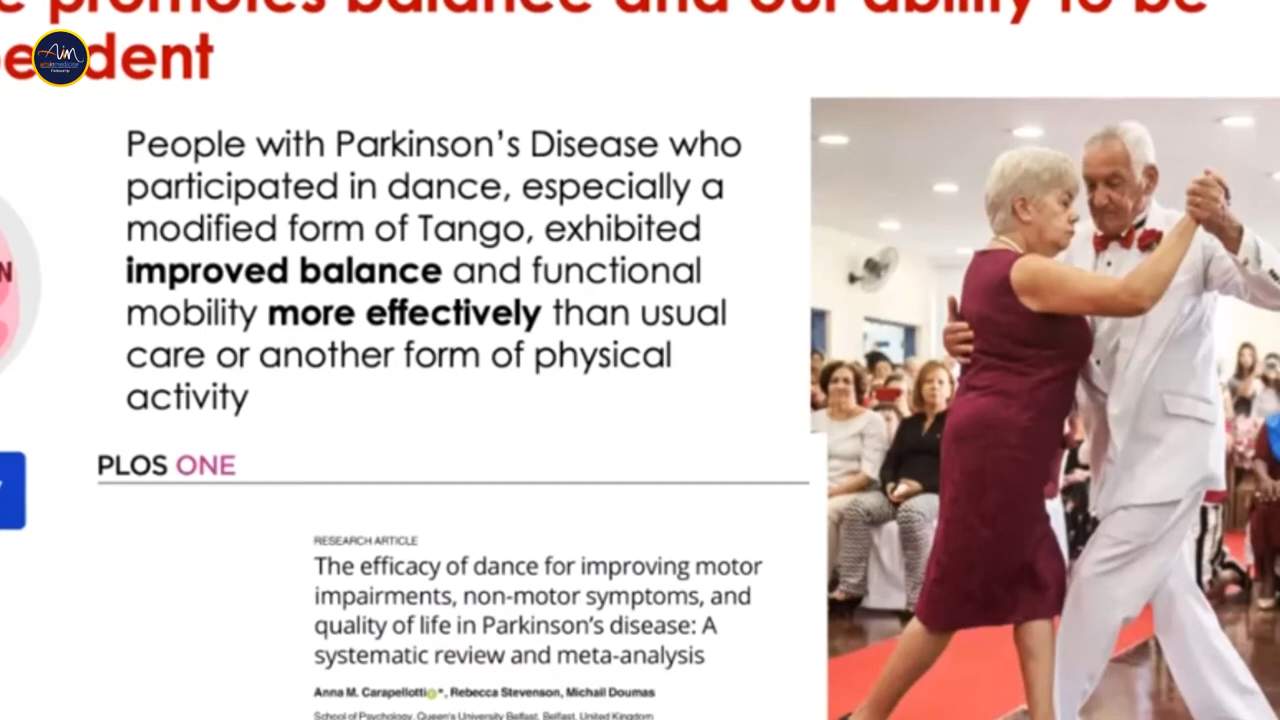 promotes balance and our ability to be
dent
Aim
artsinmedicine
Fellowship
People with Parkinson's Disease who
participated in dance, especially a
modified form of Tango, exhibited
improved balance and functional
mobility more effectively than usual
care or another form of physical
activity
N
PLOS ONE
RESEARCH ARTICLE
The efficacy of dance for improving motor
impairments, non-motor symptoms, and
quality of life in Parkinson's disease: A
systematic review and meta-analysis
Anna M. Carapellotti*, Rebecca Stevenson, Michail Doumas
School of Psychology, Queen's University Belfast, Belfast, United Kingdom